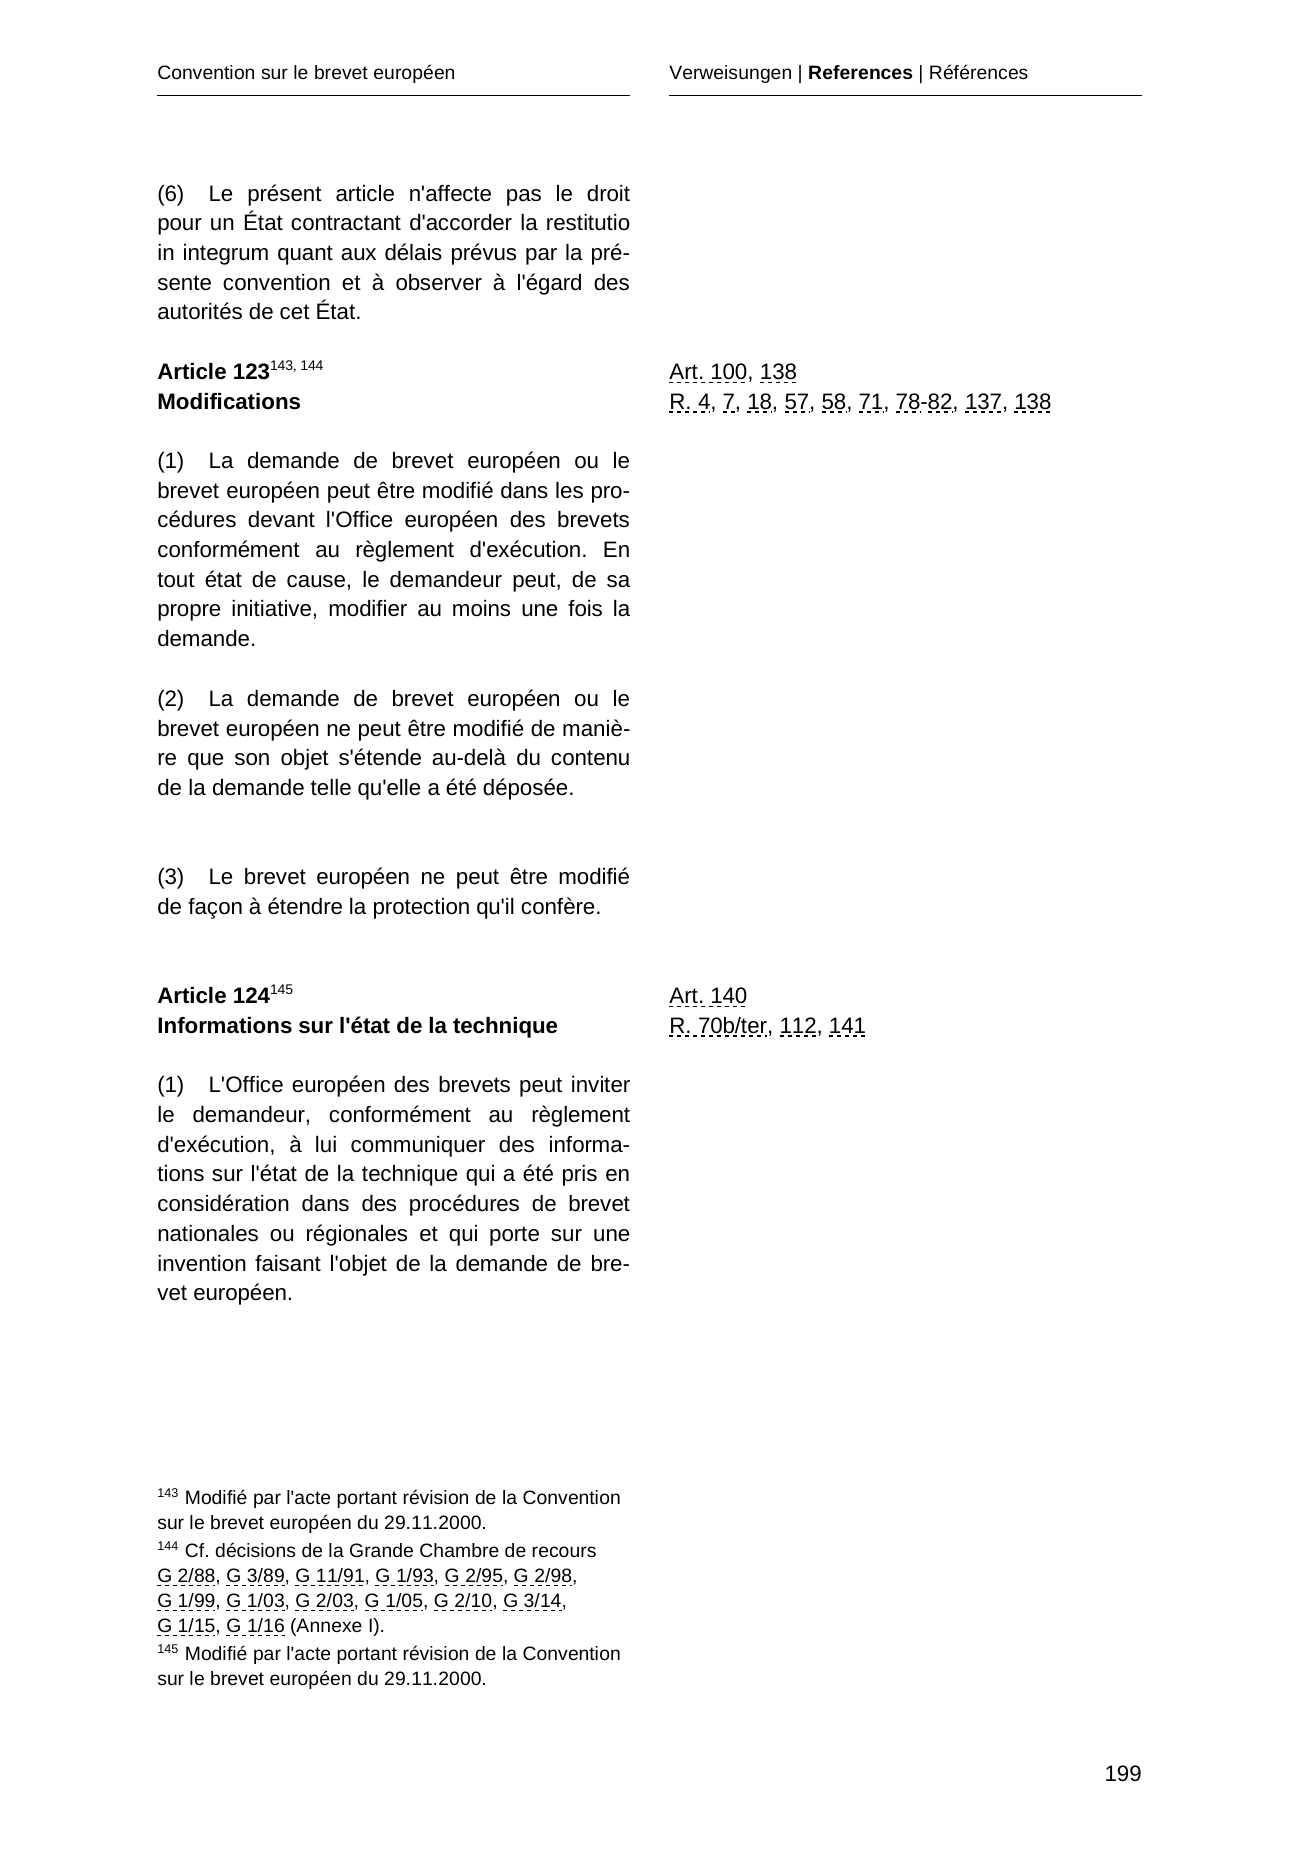 Convention sur le brevet européen
Verweisungen | References | Références
(6) Le présent article n'affecte pas le droit
pour un État contractant d'accorder la restitutio
in integrum quant aux délais prévus par la pré-
sente convention et à observer à l'égard des
autorités de cet État.
Article 123143, 144
Modifications
Art. 100, 138
R. 4, 7, 18, 57, 58, 71, 78-82, 137, 138
(1) La demande de brevet européen ou le
brevet européen peut être modifié dans les pro-
cédures devant l'Office européen des brevets
conformément au règlement d'exécution. En
tout état de cause, le demandeur peut, de sa
propre initiative, modifier au moins une fois la
demande.
(2) La demande de brevet européen ou le
brevet européen ne peut être modifié de maniè-
re que son objet s'étende au-delà du contenu
de la demande telle qu'elle a été déposée.
(3) Le brevet européen ne peut être modifié
de façon à étendre la protection qu'il confère.
Article 124145
Informations sur l'état de la technique
Art. 140
R. 70b/ter, 112, 141
(1) L'Office européen des brevets peut inviter
le demandeur, conformément au règlement
d'exécution, à lui communiquer des informa-
tions sur l'état de la technique qui a été pris en
considération dans des procédures de brevet
nationales ou régionales et qui porte sur une
invention faisant l'objet de la demande de bre-
vet européen.
143 Modifié par l'acte portant révision de la Convention
sur le brevet européen du 29.11.2000.
144 Cf. décisions de la Grande Chambre de recours
G 2/88, G 3/89, G 11/91, G 1/93, G 2/95, G 2/98,
G 1/99, G 1/03, G 2/03, G 1/05, G 2/10, G 3/14,
G 1/15, G 1/16 (Annexe I).
145 Modifié par l'acte portant révision de la Convention
sur le brevet européen du 29.11.2000.
199